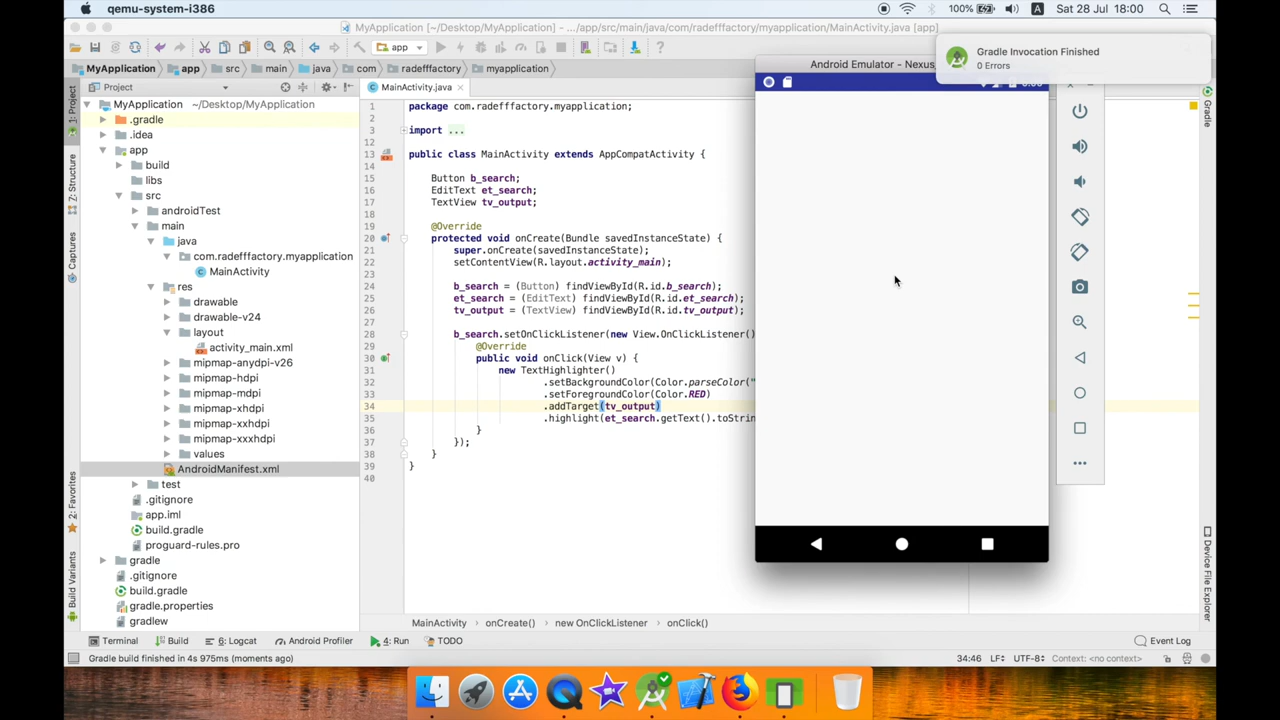 qemu-system-i386
100%
A
Sat 28 Jul 18:00
MyApplication [~/Desktop/MyApplication] - .../app/src/main/java/com/radefffactory/myapplication/MainActivity.java [app]
Gradle Invocation Finished
0 Errors
app
Android Emulator - Nexus
MyApplication
app
src
main
java
com
radefffactory
myapplication
1: Project
Z: Structure
Captures
2: Favorites
Build Variants
Project
MyApplication ~/Desktop/MyApplication
.gradle
.idea
app
build
libs
src
androidTest
main
java
com.radefffactory.myapplication
MainActivity
res
drawable
drawable-v24
layout
activity_main.xml
mipmap-anydpi-v26
mipmap-hdpi
mipmap-mdpi
mipmap-xhdpi
mipmap-xxhdpi
mipmap-xxxhdpi
values
AndroidManifest.xml
test
.gitignore
app.iml
build.gradle
proguard-rules.pro
gradle
.gitignore
build.gradle
gradle.properties
gradlew
MainActivity.java
1 package com.radefffactory.myapplication;
2
3 import ...
12
13 public class MainActivity extends AppCompatActivity {
14
15 Button b_search;
16 EditText et_search;
17 TextView tv_output;
18
19 @Override
20 protected void onCreate(Bundle savedInstanceState) {
21 super.onCreate(savedInstanceState);
22 setContentView(R.layout.activity_main);
23
24 b_search = (Button) findViewById(R.id.b_search);
25 et_search = (EditText) findViewById(R.id.et_search);
26 tv_output = (TextView) findViewById(R.id.tv_output);
27
28 b_search.setOnClickListener(new View.OnClickListener()
29 @Override
30 public void onClick(View v) {
31 new TextHighlighter()
32 .setBackgroundColor(Color.parseColor("
33 .setForegroundColor(Color.RED)
34 .addTarget(tv_output)
35 .highlight(et_search.getText().toStrin
36 }
37 });
38 }
39 }
40
Gradle
Device File Explorer
MainActivity
onCreate()
new OnClickListener
onClick()
Terminal
Build
6: Logcat
Android Profiler
4: Run
TODO
Event Log
Gradle build finished in 4s 975ms (moments ago)
34:46
LF
UTF-8
Context: <no context>